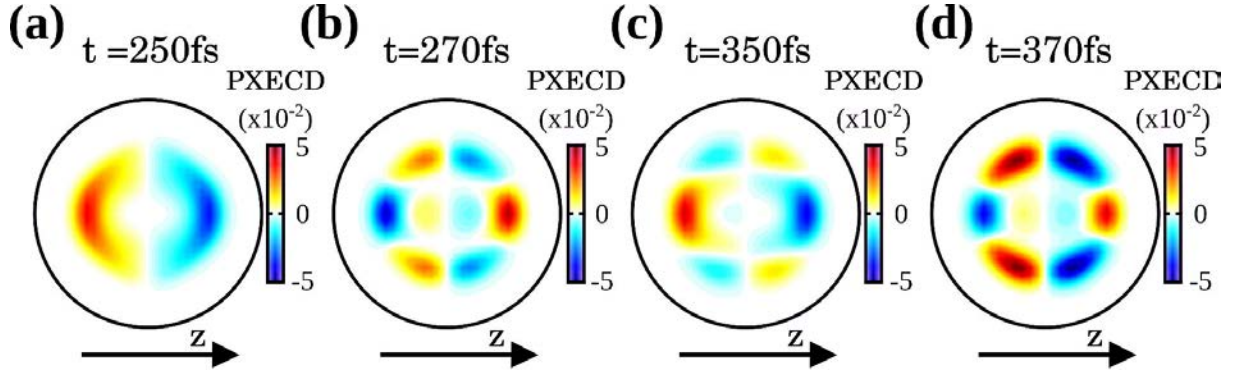 (a)
t =250fs
PXECD
(x10-2)
5
0
-5
z
(b)
t=270fs
PXECD
(x10-2)
5
0
-5
z
(c)
t=350fs
PXECD
(x10-2)
5
0
-5
z
(d)
t=370fs
PXECD
(x10-2)
5
0
-5
z